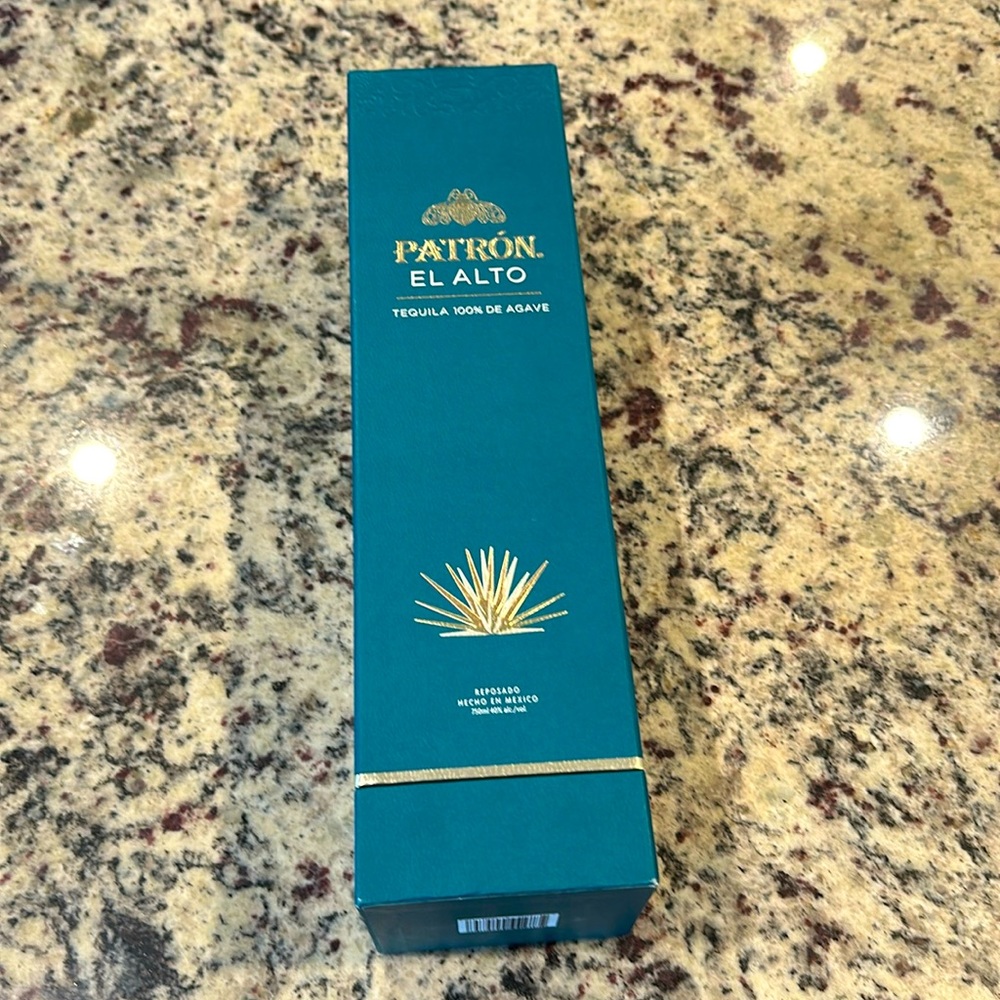 PATRÓN.
EL ALTO
TEQUILA 100% DE AGAVE
REPOSADO
HECHO EN MEXICO
750ml 40% alc./vol.